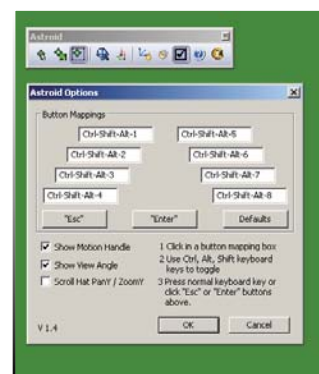 Astroid
Astroid Options
Button Mappings
Ctrl-Shift-Alt-1 Ctrl-Shift-Alt-5
Ctrl-Shift-Alt-2 Ctrl-Shift-Alt-6
Ctrl-Shift-Alt-3 Ctrl-Shift-Alt-7
Ctrl-Shift-Alt-4 Ctrl-Shift-Alt-8
"Esc" "Enter" Defaults
Show Motion Handle
Show View Angle
Scroll Hat PanY / ZoomY
1 Click in a button mapping box
2 Use Ctrl, Alt, Shift keyboard
keys to toggle
3 Press normal keyboard key or
click "Esc" or "Enter" buttons
above.
V 1.4 OK Cancel